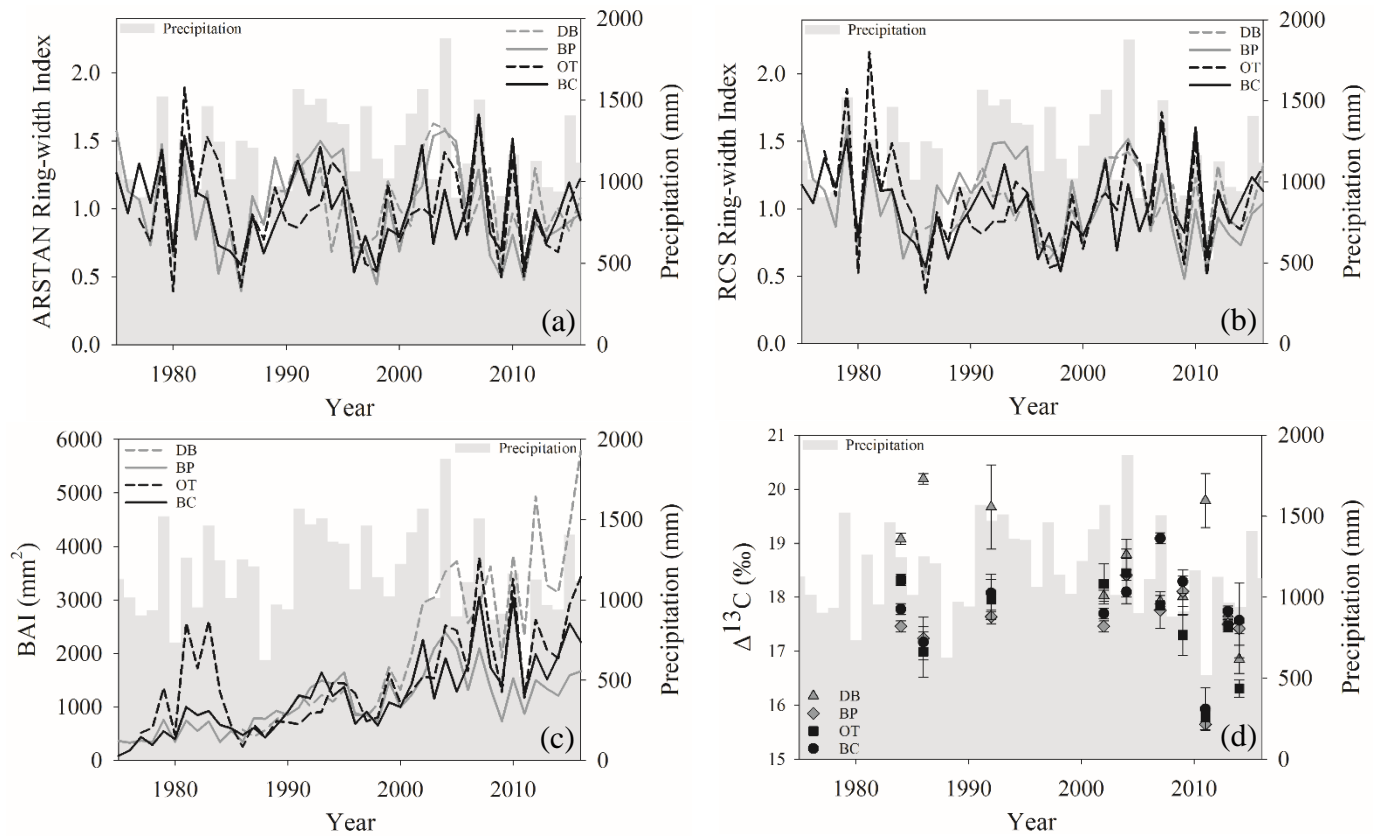 Precipitation
DB
BP
OT
BC
2.0
1.5
1.0
0.5
0.0
2000
1500
1000
500
0
ARSTAN Ring-width Index
Precipitation (mm)
(a)
1980 1990 2000 2010
Year
Precipitation
DB
BP
OT
BC
2.0
1.5
1.0
0.5
0.0
2000
1500
1000
500
0
RCS Ring-width Index
Precipitation (mm)
(b)
1980 1990 2000 2010
Year
DB
BP
OT
BC
Precipitation
6000
5000
4000
3000
2000
1000
0
2000
1500
1000
500
0
BAI (mm²)
Precipitation (mm)
(c)
1980 1990 2000 2010
Year
Precipitation
21
20
19
18
17
16
15
2000
1500
1000
500
0
Δ¹³C (‰)
Precipitation (mm)
DB
BP
OT
BC
(d)
1980 1990 2000 2010
Year